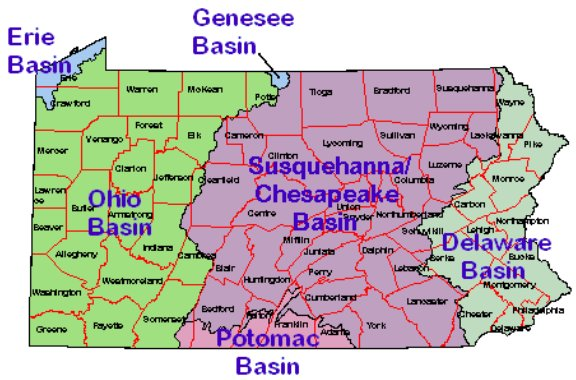 Genesee
Basin
Erie
Basin
Erie
Crawford
Warren
McKean
Potter
Tioga
Bradford
Susquehanna
Wayne
Forest
Venango
Elk
Cameron
Lycoming
Sullivan
Wyoming
Lackawanna
Pike
Mercer
Clarion
Jefferson
Clinton
Clearfield
Susquehanna/
Chesapeake
Basin
Columbia
Luzerne
Monroe
Lawrence
Butler
Armstrong
Ohio
Basin
Centre
Union
Snyder
Northumberland
Carbon
Northampton
Beaver
Indiana
Mifflin
Juniata
Dalphin
Schuylkill
Lehigh
Delaware
Basin
Allegheny
Cambria
Blair
Huntingdon
Perry
Lebanon
Berks
Bucks
Montgomery
Washington
Westmoreland
Cumberland
Lancaster
Greene
Fayette
Somerset
Bedford
Fulton
Franklin
Adams
York
Chester
Philadelphia
Delaware
Potomac
Basin